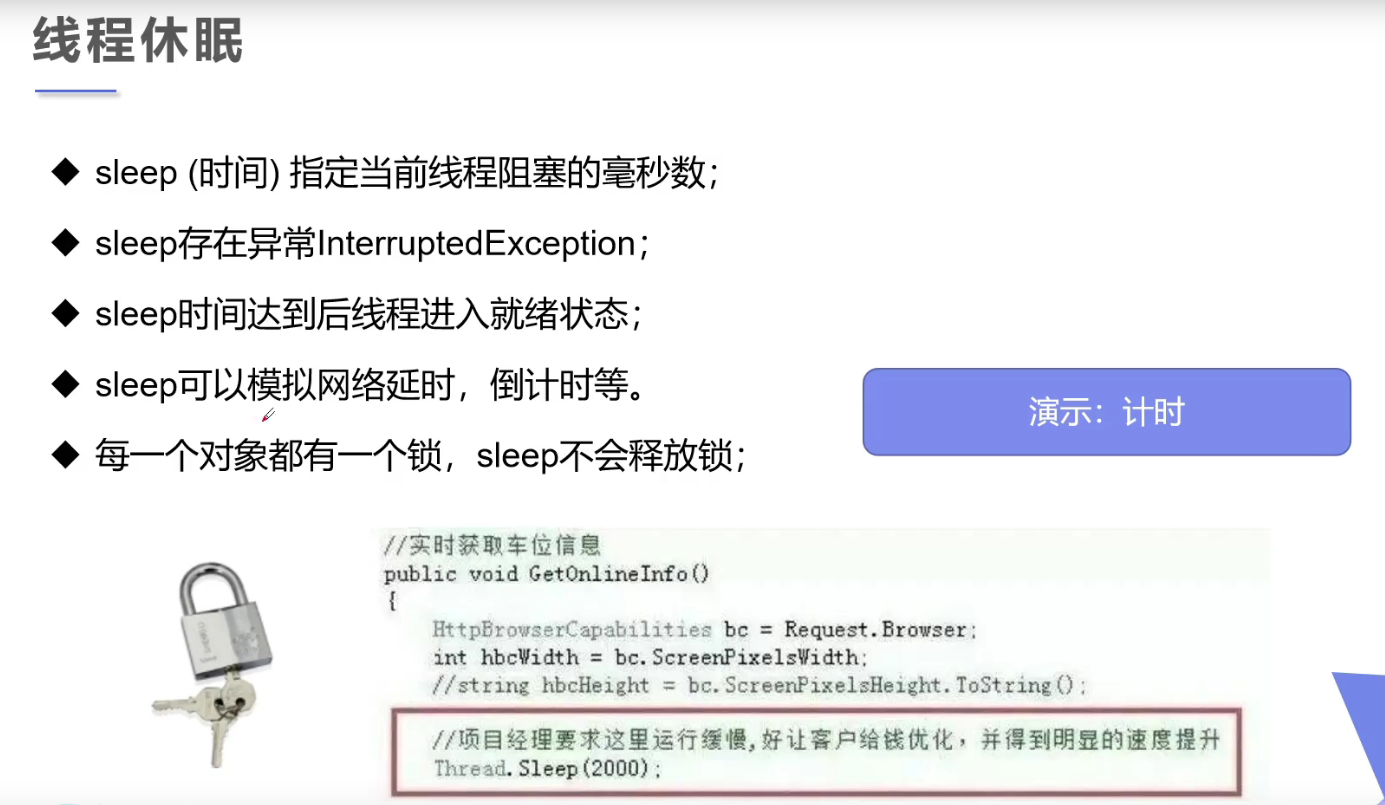 线程休眠
sleep (时间) 指定当前线程阻塞的毫秒数；
sleep存在异常InterruptedException；
sleep时间达到后线程进入就绪状态；
sleep可以模拟网络延时，倒计时等。
每一个对象都有一个锁，sleep不会释放锁；
演示：计时
//实时获取车位信息
public void GetOnlineInfo()
{
HttpBrowserCapabilities bc = Request.Browser;
int hbcWidth = bc.ScreenPixelsWidth;
//string hbcHeight = bc.ScreenPixelsHeight.ToString();
//项目经理要求这里运行缓慢,好让客户给钱优化，并得到明显的速度提升
Thread.Sleep(2000);